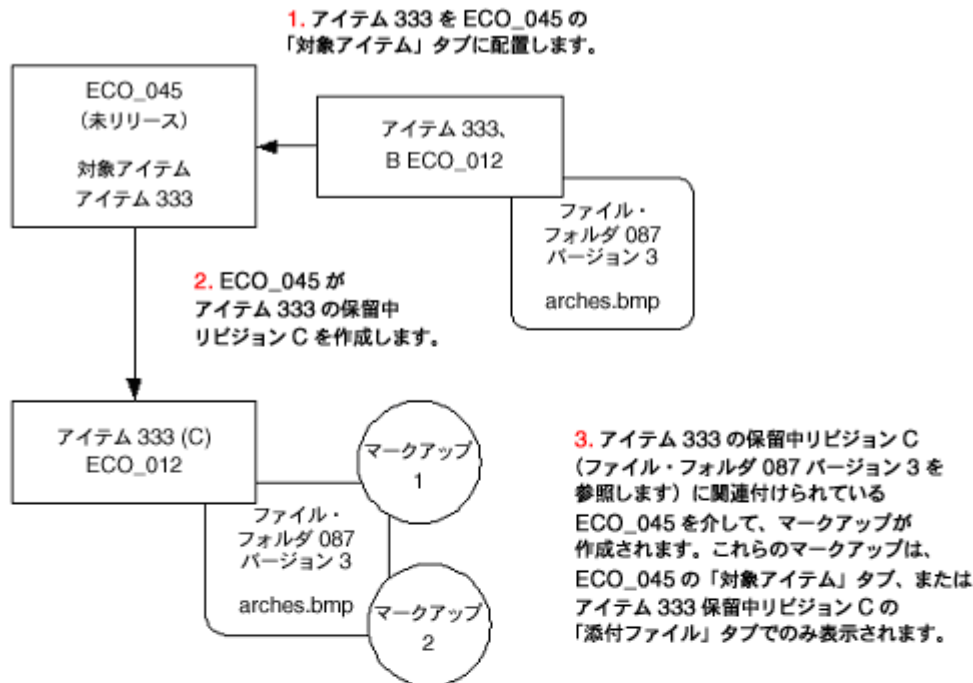 1. アイテム 333 を ECO_045 の
「対象アイテム」タブに配置します。
ECO_045
(未リリース)
対象アイテム
アイテム 333
アイテム 333、
B ECO_012
ファイル・
フォルダ 087
バージョン 3
arches.bmp
2. ECO_045 が
アイテム 333 の保留中
リビジョン C を作成します。
アイテム 333 (C)
ECO_012
マークアップ
1
ファイル・
フォルダ 087
バージョン 3
arches.bmp
マークアップ
2
3. アイテム 333 の保留中リビジョン C
(ファイル・フォルダ 087 バージョン 3 を
参照します) に関連付けられている
ECO_045 を介して、マークアップが
作成されます。これらのマークアップは、
ECO_045 の「対象アイテム」タブ、または
アイテム 333 保留中リビジョン C の
「添付ファイル」タブでのみ表示されます。